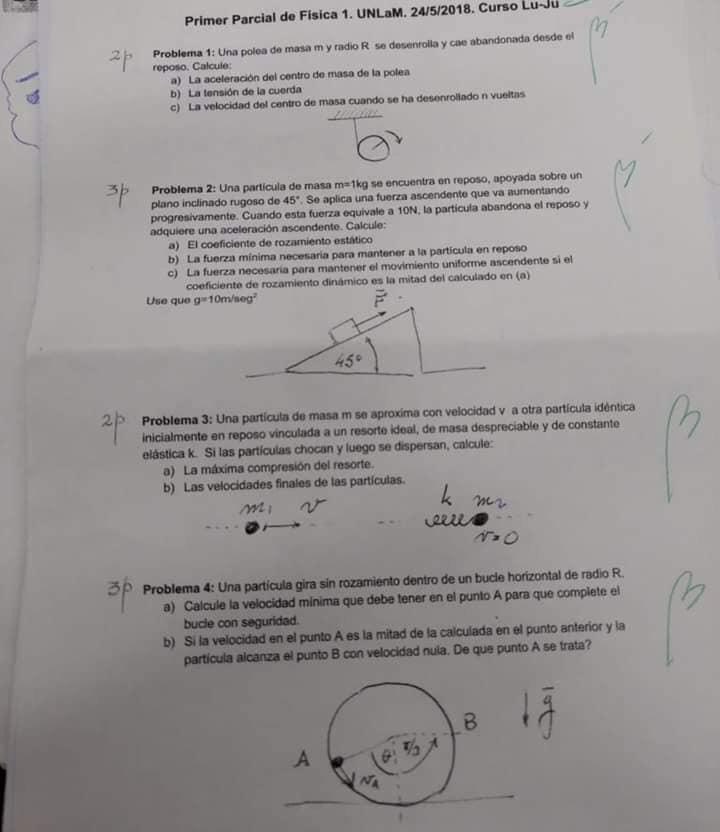 Primer Parcial de Física 1. UNLaM. 24/5/2018. Curso Lu-Ju
2p
Problema 1: Una polea de masa m y radio R se desenrolla y cae abandonada desde el
reposo. Calcule:
a) La aceleración del centro de masa de la polea
b) La tensión de la cuerda
c) La velocidad del centro de masa cuando se ha desenrollado n vueltas
3p
Problema 2: Una partícula de masa m=1kg se encuentra en reposo, apoyada sobre un
plano inclinado rugoso de 45°. Se aplica una fuerza ascendente que va aumentando
progresivamente. Cuando esta fuerza equivale a 10N, la partícula abandona el reposo y
adquiere una aceleración ascendente. Calcule:
a) El coeficiente de rozamiento estático
b) La fuerza mínima necesaria para mantener a la partícula en reposo
c) La fuerza necesaria para mantener el movimiento uniforme ascendente si el
coeficiente de rozamiento dinámico es la mitad del calculado en (a)
Use que g=10m/seg²
F
45°
2p
Problema 3: Una partícula de masa m se aproxima con velocidad v a otra partícula idéntica
inicialmente en reposo vinculada a un resorte ideal, de masa despreciable y de constante
elástica k. Si las partículas chocan y luego se dispersan, calcule:
a) La máxima compresión del resorte.
b) Las velocidades finales de las partículas.
m₁ v k m₂
v=0
3p
Problema 4: Una partícula gira sin rozamiento dentro de un bucle horizontal de radio R.
a) Calcule la velocidad mínima que debe tener en el punto A para que complete el
bucle con seguridad.
b) Si la velocidad en el punto A es la mitad de la calculada en el punto anterior y la
partícula alcanza el punto B con velocidad nula. De que punto A se trata?
B g
A θ
v_A